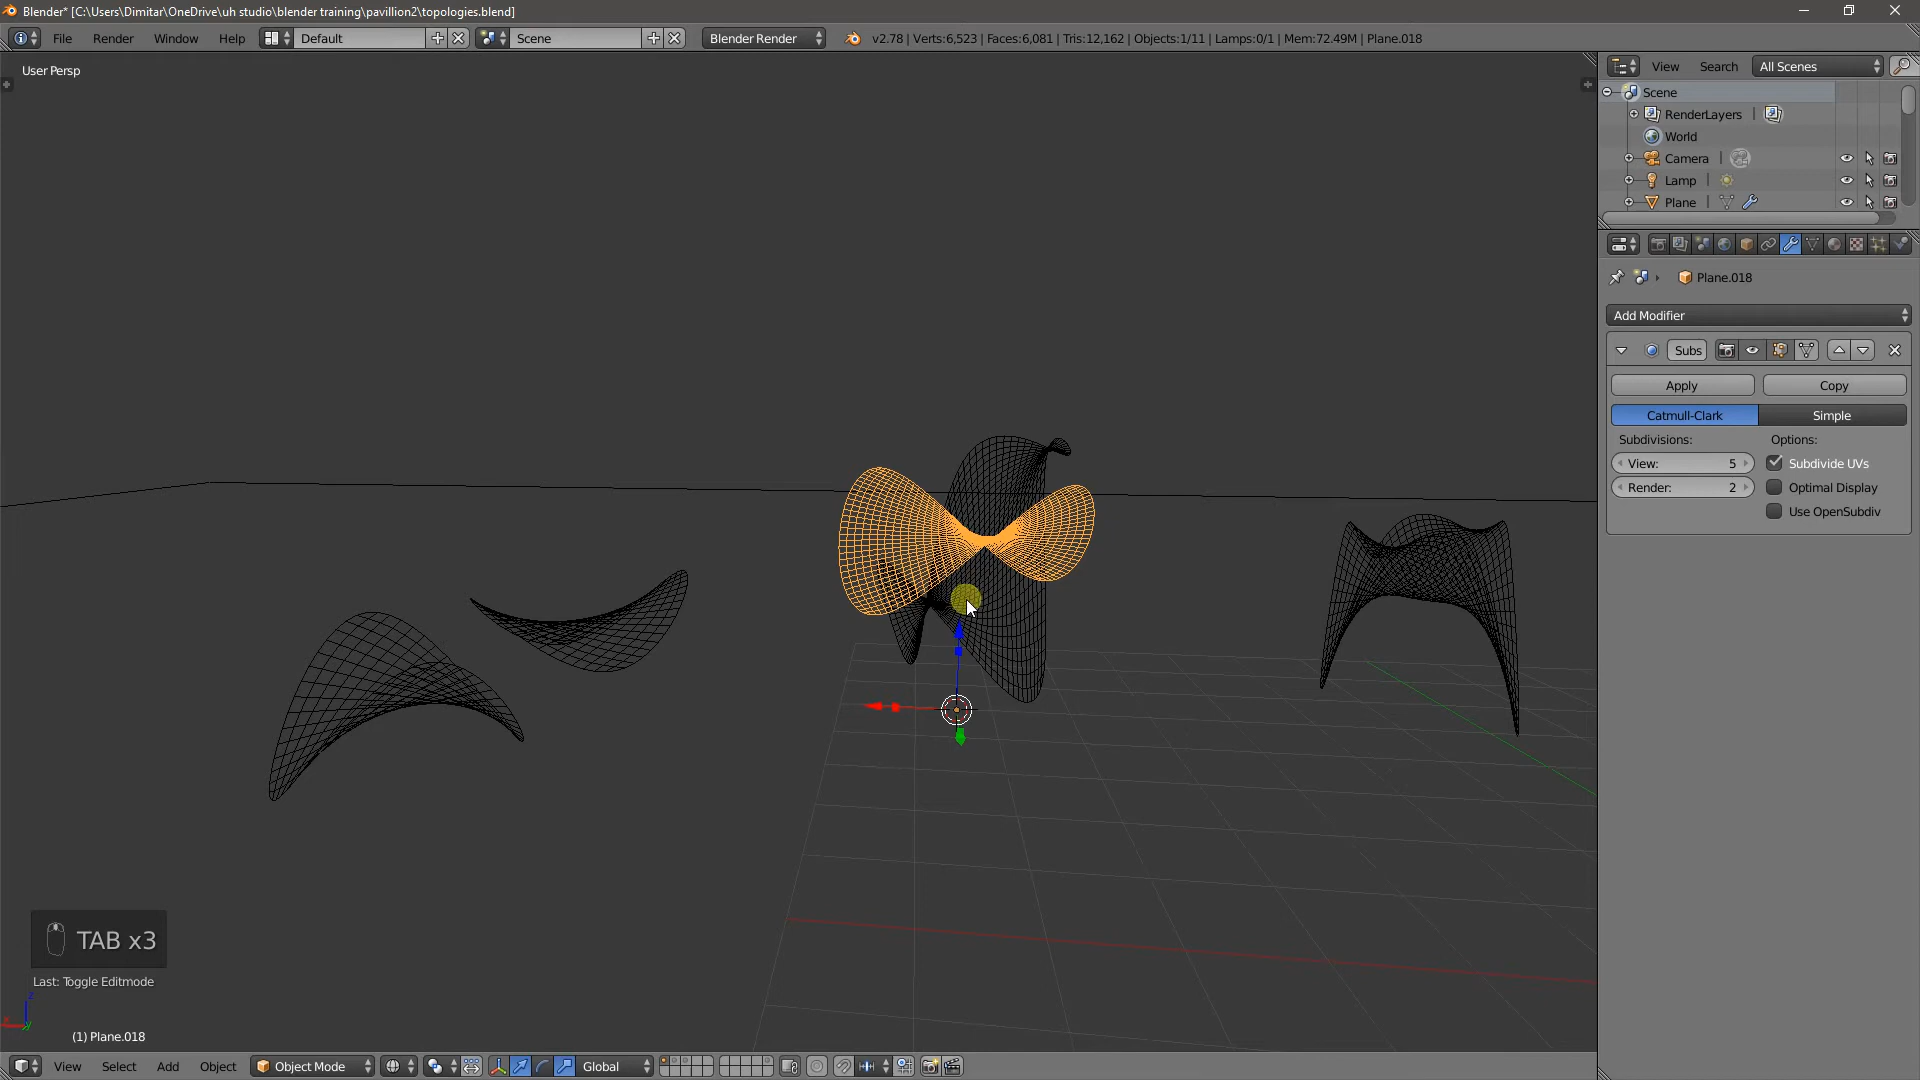 Blender* [C:\Users\Dimitar\OneDrive\uh studio\blender training\pavillion2\topologies.blend]
File Render Window Help Default Scene Blender Render v2.78 | Verts:6,523 | Faces:6,081 | Tris:12,162 | Objects:1/11 | Lamps:0/1 | Mem:72.49M | Plane.018
User Persp
View Search All Scenes
Scene
RenderLayers |
World
Camera |
Lamp |
Plane |
Plane.018
Add Modifier
Subs
Apply Copy
Catmull-Clark Simple
Subdivisions: Options:
View: 5 Subdivide UVs
Render: 2 Optimal Display
Use OpenSubdiv
TAB x3
Last: Toggle Editmode
z
x y
(1) Plane.018
View Select Add Object Object Mode Global